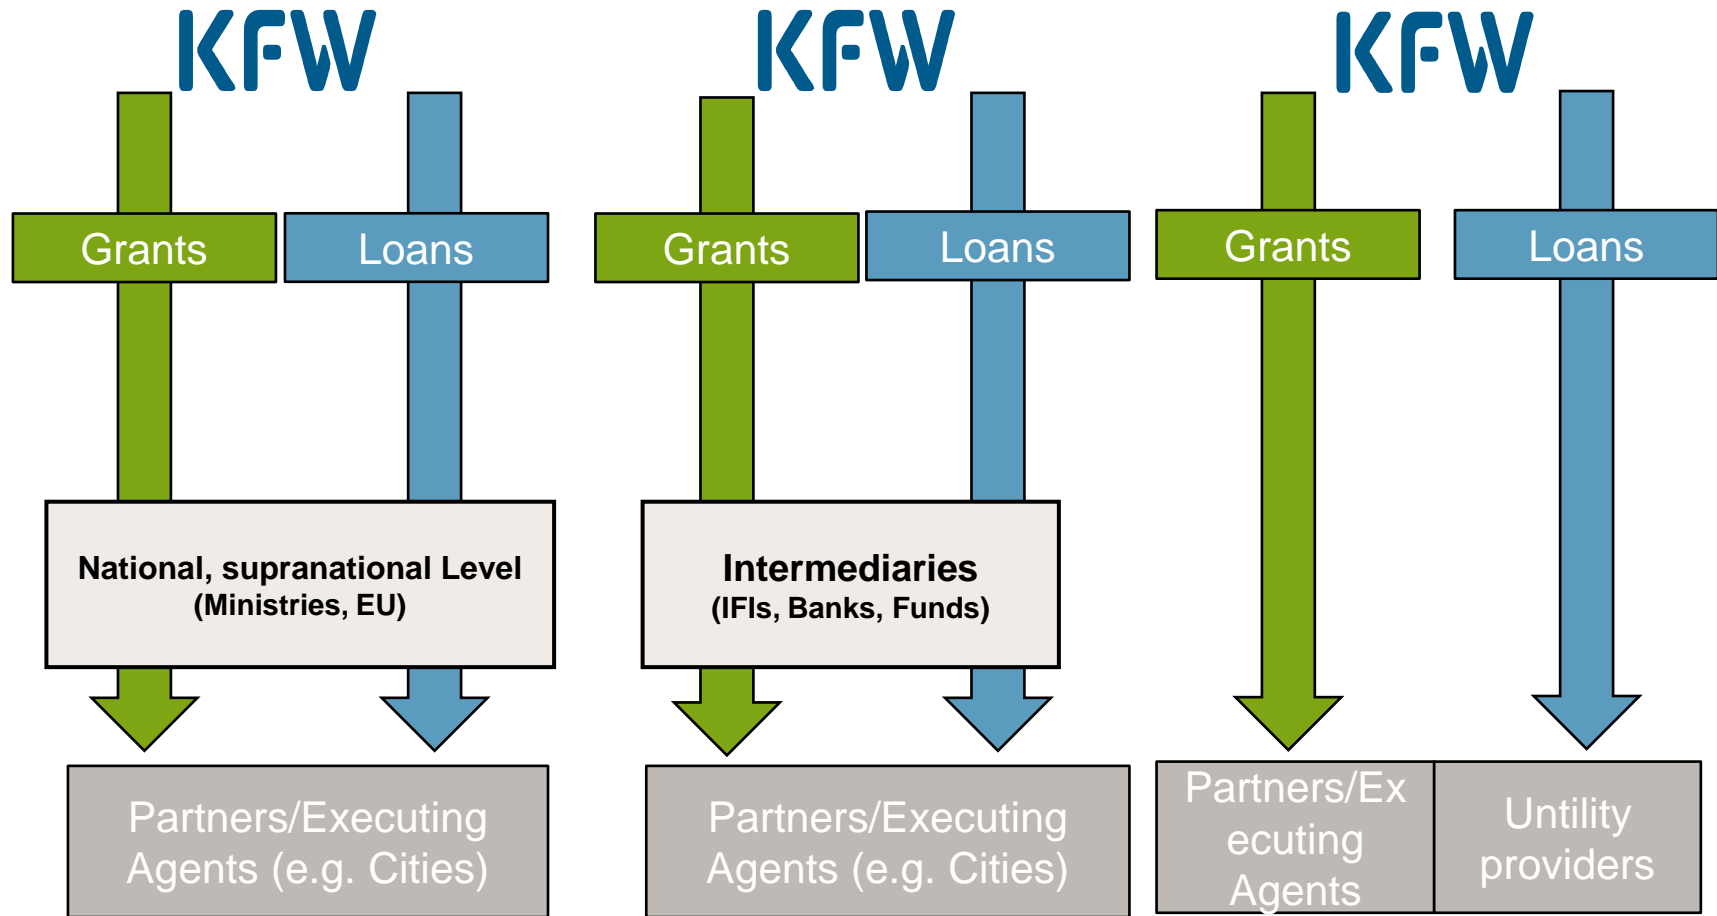 KFW
KFW
KFW
Grants
Loans
Grants
Loans
Grants
Loans
National, supranational Level
(Ministries, EU)
Intermediaries
(IFIs, Banks, Funds)
Partners/Executing
Agents (e.g. Cities)
Partners/Executing
Agents (e.g. Cities)
Partners/Ex
ecuting
Agents
Untility
providers